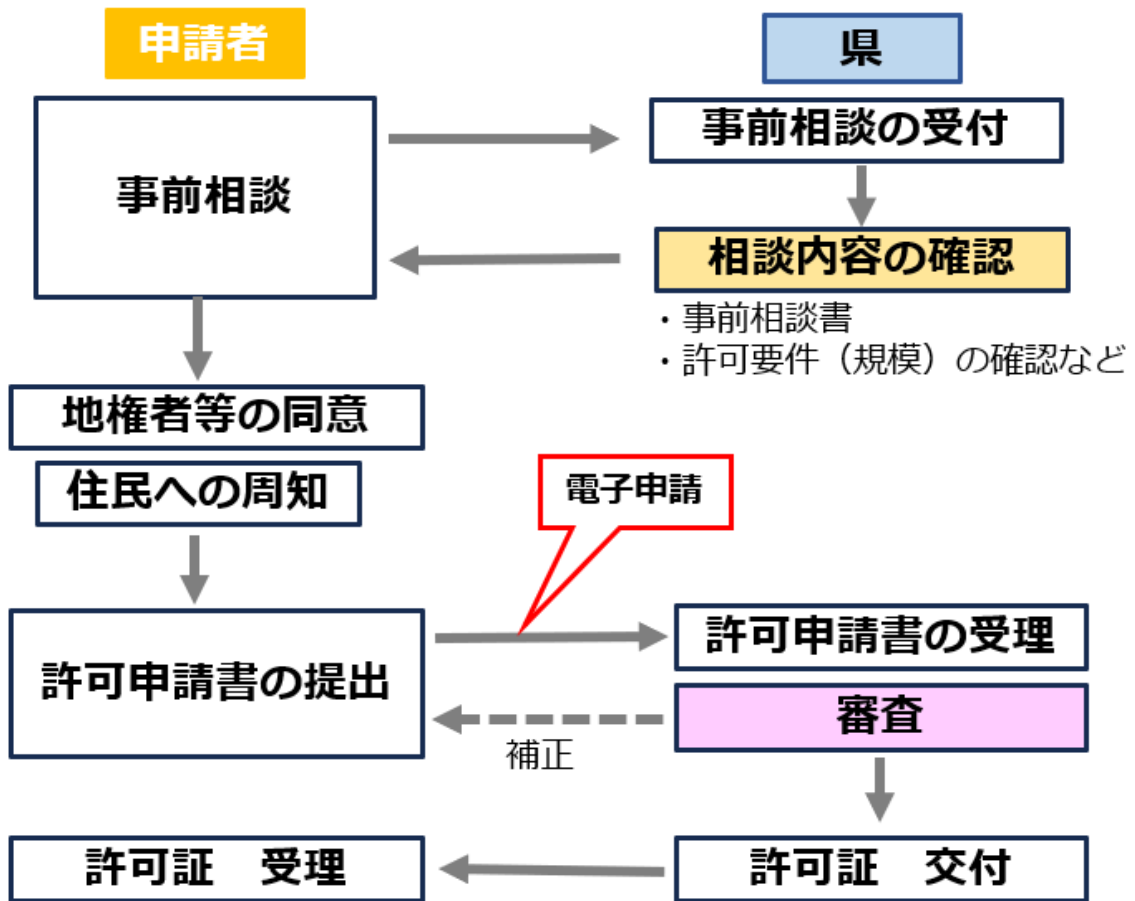 申請者
県
事前相談
事前相談の受付
相談内容の確認
・事前相談書
・許可要件（規模）の確認など
地権者等の同意
住民への周知
電子申請
許可申請書の提出
許可申請書の受理
審査
補正
許可証　受理
許可証　交付